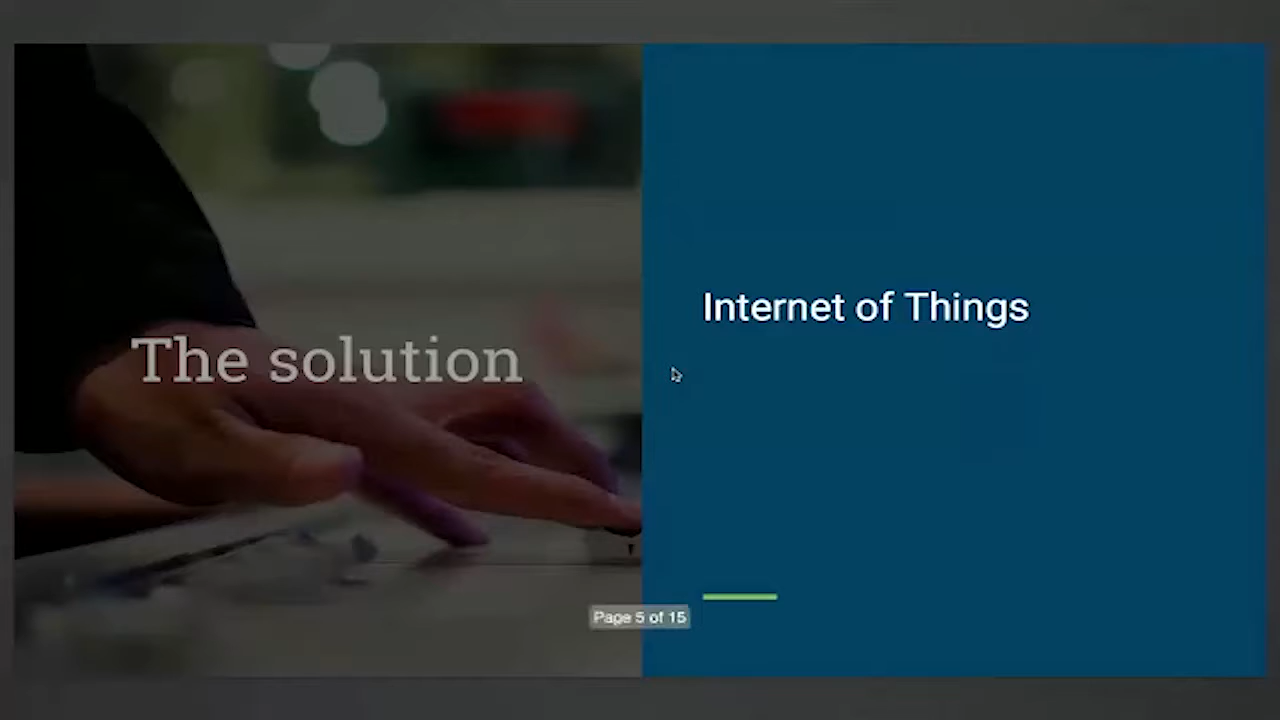 The solution
Internet of Things
Page 5 of 15